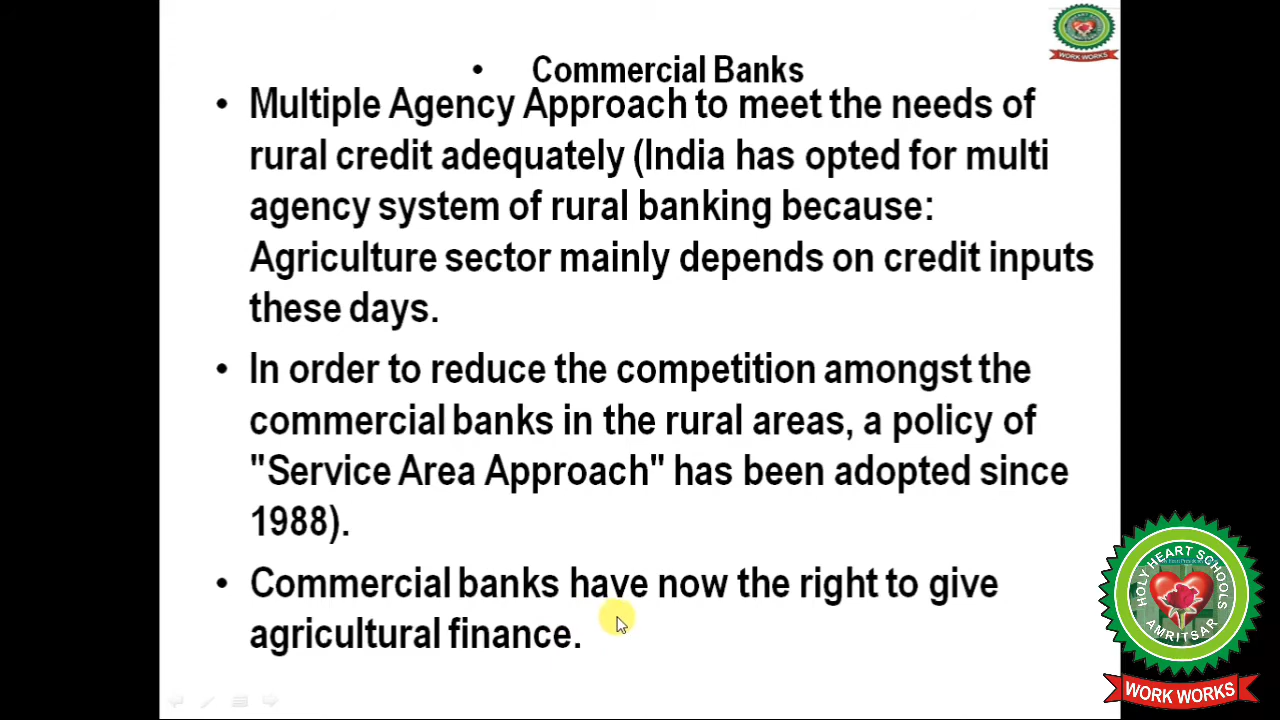 WORK WORKS
• Commercial Banks
• Multiple Agency Approach to meet the needs of
rural credit adequately (India has opted for multi
agency system of rural banking because:
Agriculture sector mainly depends on credit inputs
these days.
• In order to reduce the competition amongst the
commercial banks in the rural areas, a policy of
"Service Area Approach" has been adopted since
1988).
• Commercial banks have now the right to give
agricultural finance.
HOLY HEART SCHOOLS
AMRITSAR
WORK WORKS